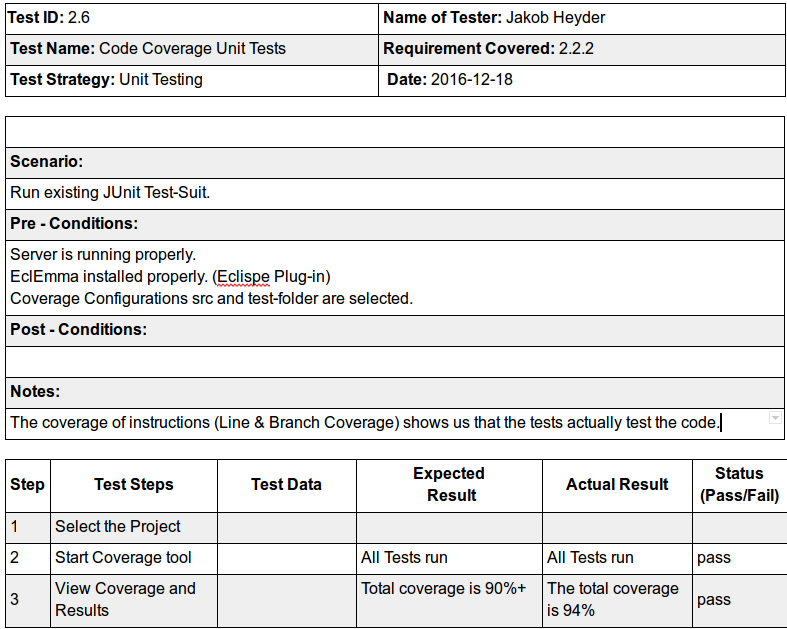 Test ID: 2.6
Name of Tester: Jakob Heyder
Test Name: Code Coverage Unit Tests
Requirement Covered: 2.2.2
Test Strategy: Unit Testing
Date: 2016-12-18
Scenario:
Run existing JUnit Test-Suit.
Pre - Conditions:
Server is running properly.
EclEmma installed properly. (Eclispe Plug-in)
Coverage Configurations src and test-folder are selected.
Post - Conditions:
Notes:
The coverage of instructions (Line & Branch Coverage) shows us that the tests actually test the code.
Step
Test Steps
Test Data
Expected
Result
Actual Result
Status
(Pass/Fail)
1
Select the Project
2
Start Coverage tool
All Tests run
All Tests run
pass
3
View Coverage and
Results
Total coverage is 90%+
The total coverage
is 94%
pass